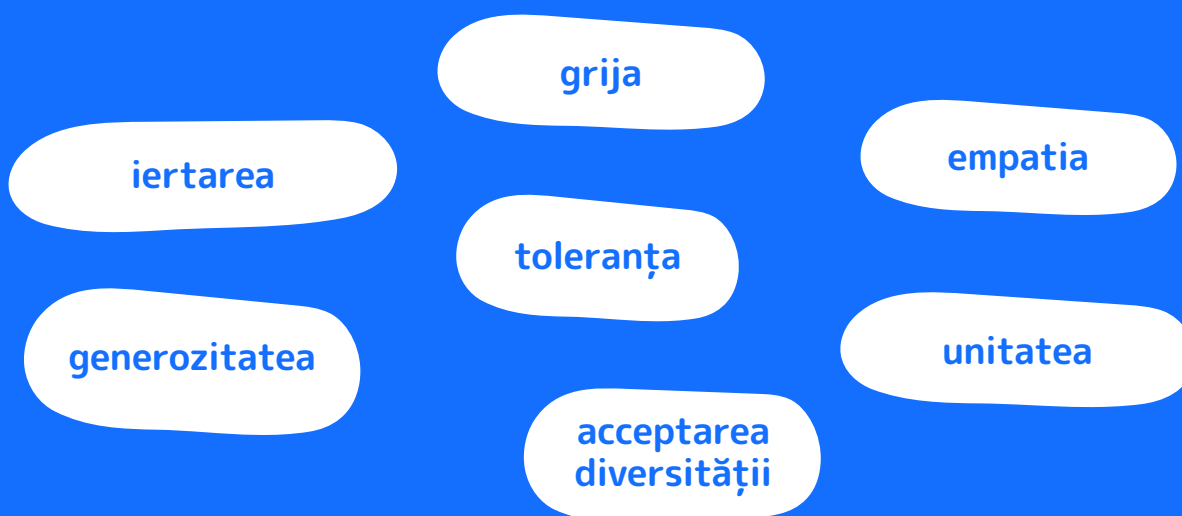 grija
iertarea
empatia
toleranța
generozitatea
unitatea
acceptarea
diversității